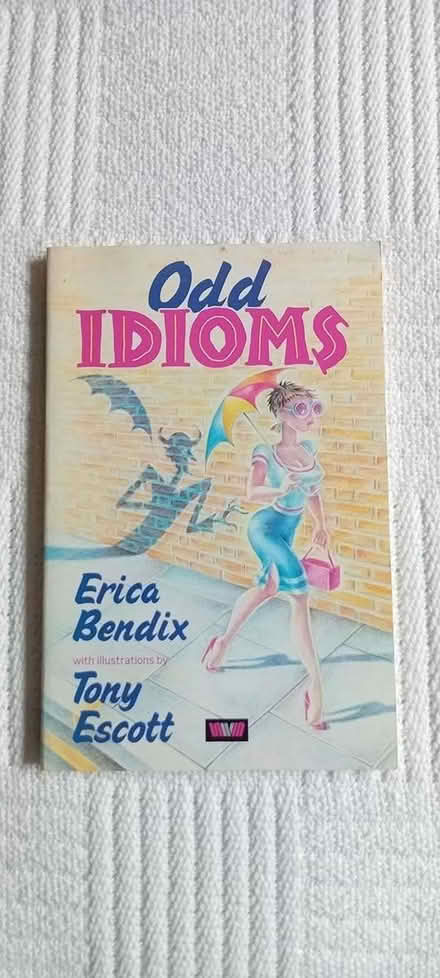 Odd
IDIOMS
Erica
Bendix
with illustrations by
Tony
Escott